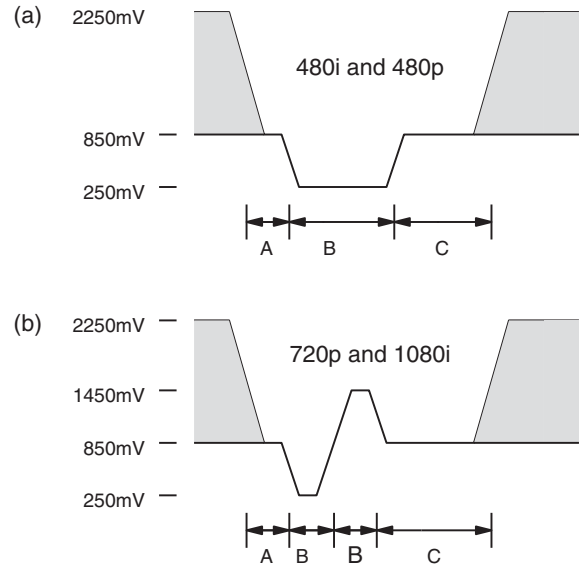 (a)
2250mV
480i and 480p
850mV
250mV
A B C
(b)
2250mV
720p and 1080i
1450mV
850mV
250mV
A B B C